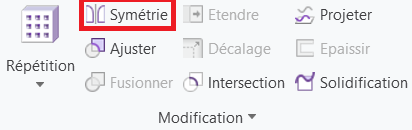 Répétition
Symétrie
Etendre
Projeter
Ajuster
Décalage
Epaissir
Fusionner
Intersection
Solidification
Modification